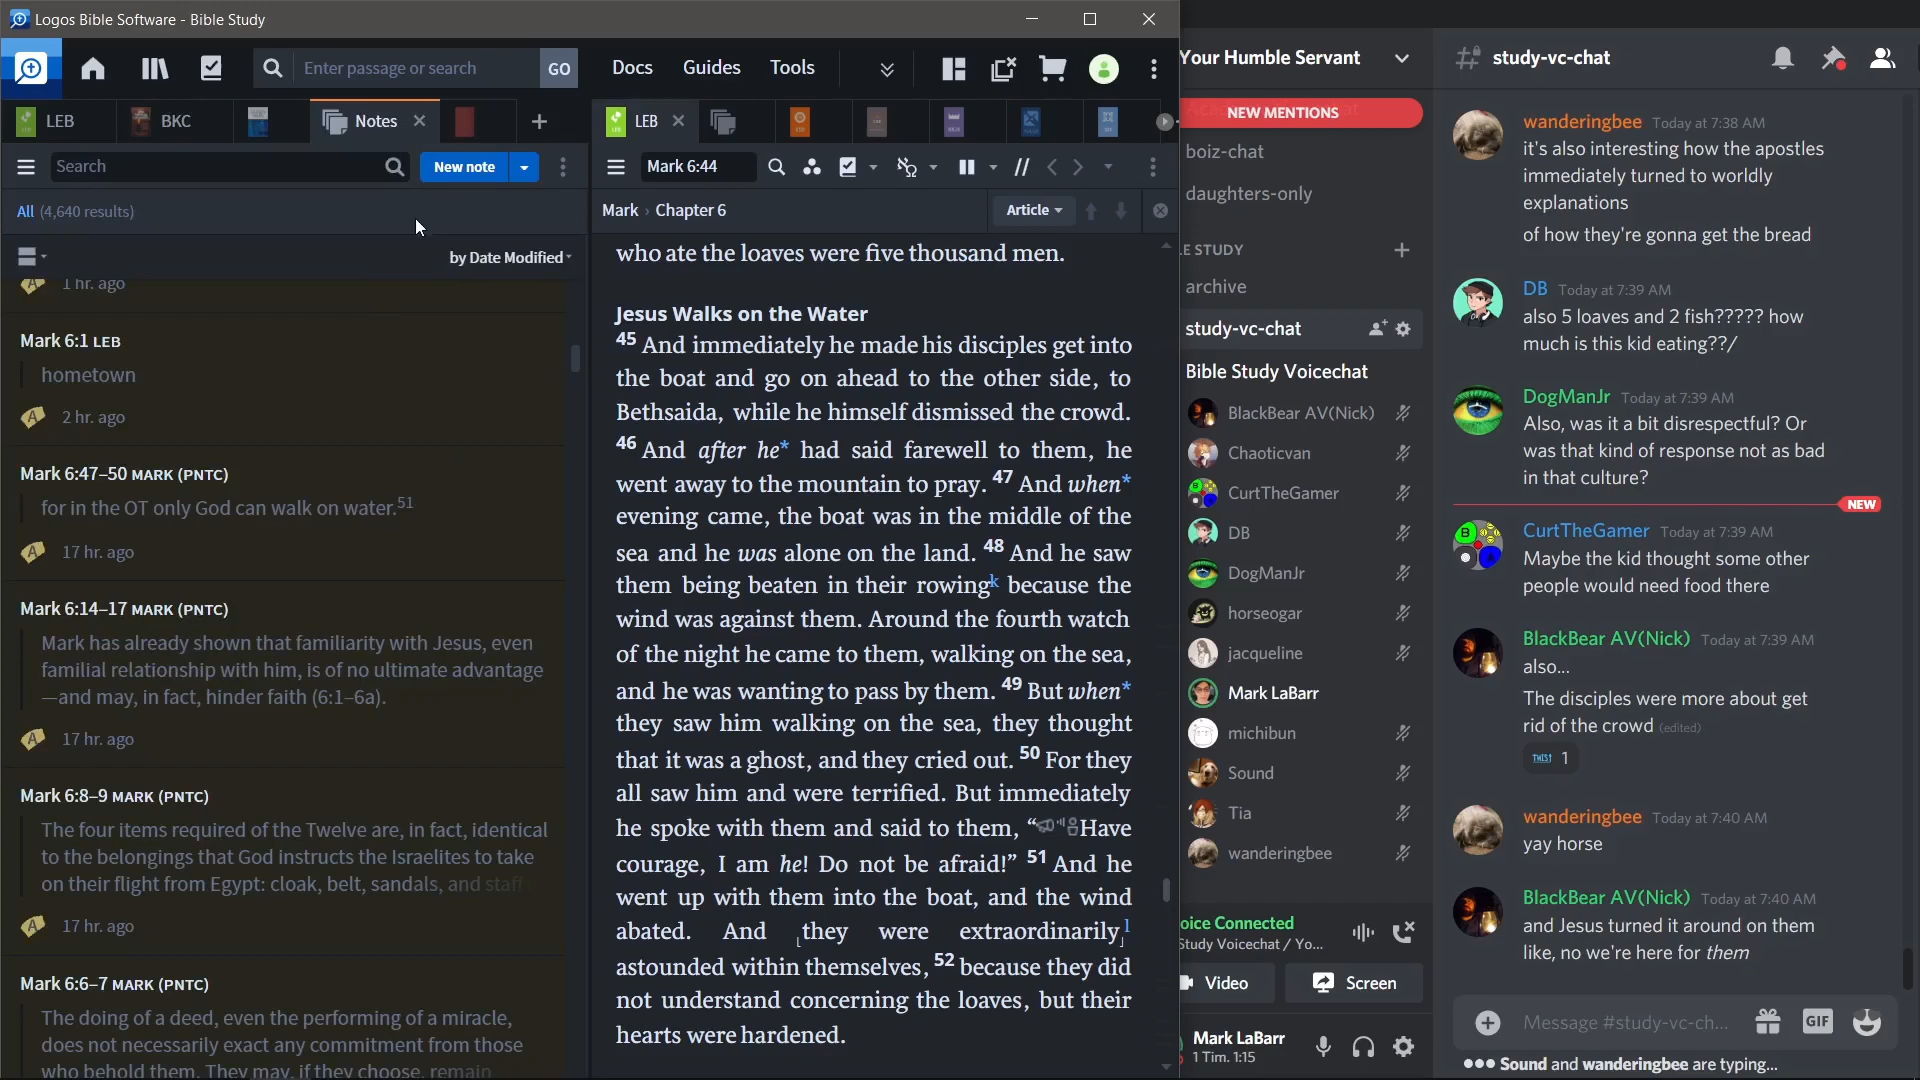 Logos Bible Software - Bible Study
Enter passage or search
GO
Docs
Guides
Tools
LEB
BKC
Notes
Search
New note
All (4,640 results)
by Date Modified
1 hr. ago
Mark 6:1 LEB
hometown
2 hr. ago
Mark 6:47–50 MARK (PNTC)
for in the OT only God can walk on water.51
17 hr. ago
Mark 6:14–17 MARK (PNTC)
Mark has already shown that familiarity with Jesus, even
familial relationship with him, is of no ultimate advantage
—and may, in fact, hinder faith (6:1–6a).
17 hr. ago
Mark 6:8–9 MARK (PNTC)
The four items required of the Twelve are, in fact, identical
to the belongings that God instructs the Israelites to take
on their flight from Egypt: cloak, belt, sandals, and staff
17 hr. ago
Mark 6:6–7 MARK (PNTC)
The doing of a deed, even the performing of a miracle,
does not necessarily exact any commitment from those
who behold them. They may, if they choose, remain
LEB
Mark 6:44
Mark › Chapter 6
Article
who ate the loaves were five thousand men.
Jesus Walks on the Water
45 And immediately he made his disciples get into
the boat and go on ahead to the other side, to
Bethsaida, while he himself dismissed the crowd.
46 And after he* had said farewell to them, he
went away to the mountain to pray. 47 And when*
evening came, the boat was in the middle of the
sea and he was alone on the land. 48 And he saw
them being beaten in their rowingk because the
wind was against them. Around the fourth watch
of the night he came to them, walking on the sea,
and he was wanting to pass by them. 49 But when*
they saw him walking on the sea, they thought
that it was a ghost, and they cried out. 50 For they
all saw him and were terrified. But immediately
he spoke with them and said to them, “Have
courage, I am he! Do not be afraid!” 51 And he
went up with them into the boat, and the wind
abated. And ⌊they were extraordinarily⌋l
astounded within themselves, 52 because they did
not understand concerning the loaves, but their
hearts were hardened.
Your Humble Servant
NEW MENTIONS
boiz-chat
daughters-only
E STUDY
archive
study-vc-chat
Bible Study Voicechat
BlackBear AV(Nick)
Chaoticvan
CurtTheGamer
DB
DogManJr
horseogar
jacqueline
Mark LaBarr
michibun
Sound
Tia
wanderingbee
oice Connected
Study Voicechat / Yo...
Video
Screen
Mark LaBarr
1 Tim. 1:15
study-vc-chat
wanderingbee Today at 7:38 AM
it's also interesting how the apostles
immediately turned to worldly
explanations
of how they're gonna get the bread
DB Today at 7:39 AM
also 5 loaves and 2 fish????? how
much is this kid eating??/
DogManJr Today at 7:39 AM
Also, was it a bit disrespectful? Or
was that kind of response not as bad
in that culture?
NEW
CurtTheGamer Today at 7:39 AM
Maybe the kid thought some other
people would need food there
BlackBear AV(Nick) Today at 7:39 AM
also...
The disciples were more about get
rid of the crowd (edited)
1
wanderingbee Today at 7:40 AM
yay horse
BlackBear AV(Nick) Today at 7:40 AM
and Jesus turned it around on them
like, no we're here for them
Message #study-vc-ch...
GIF
Sound and wanderingbee are typing...